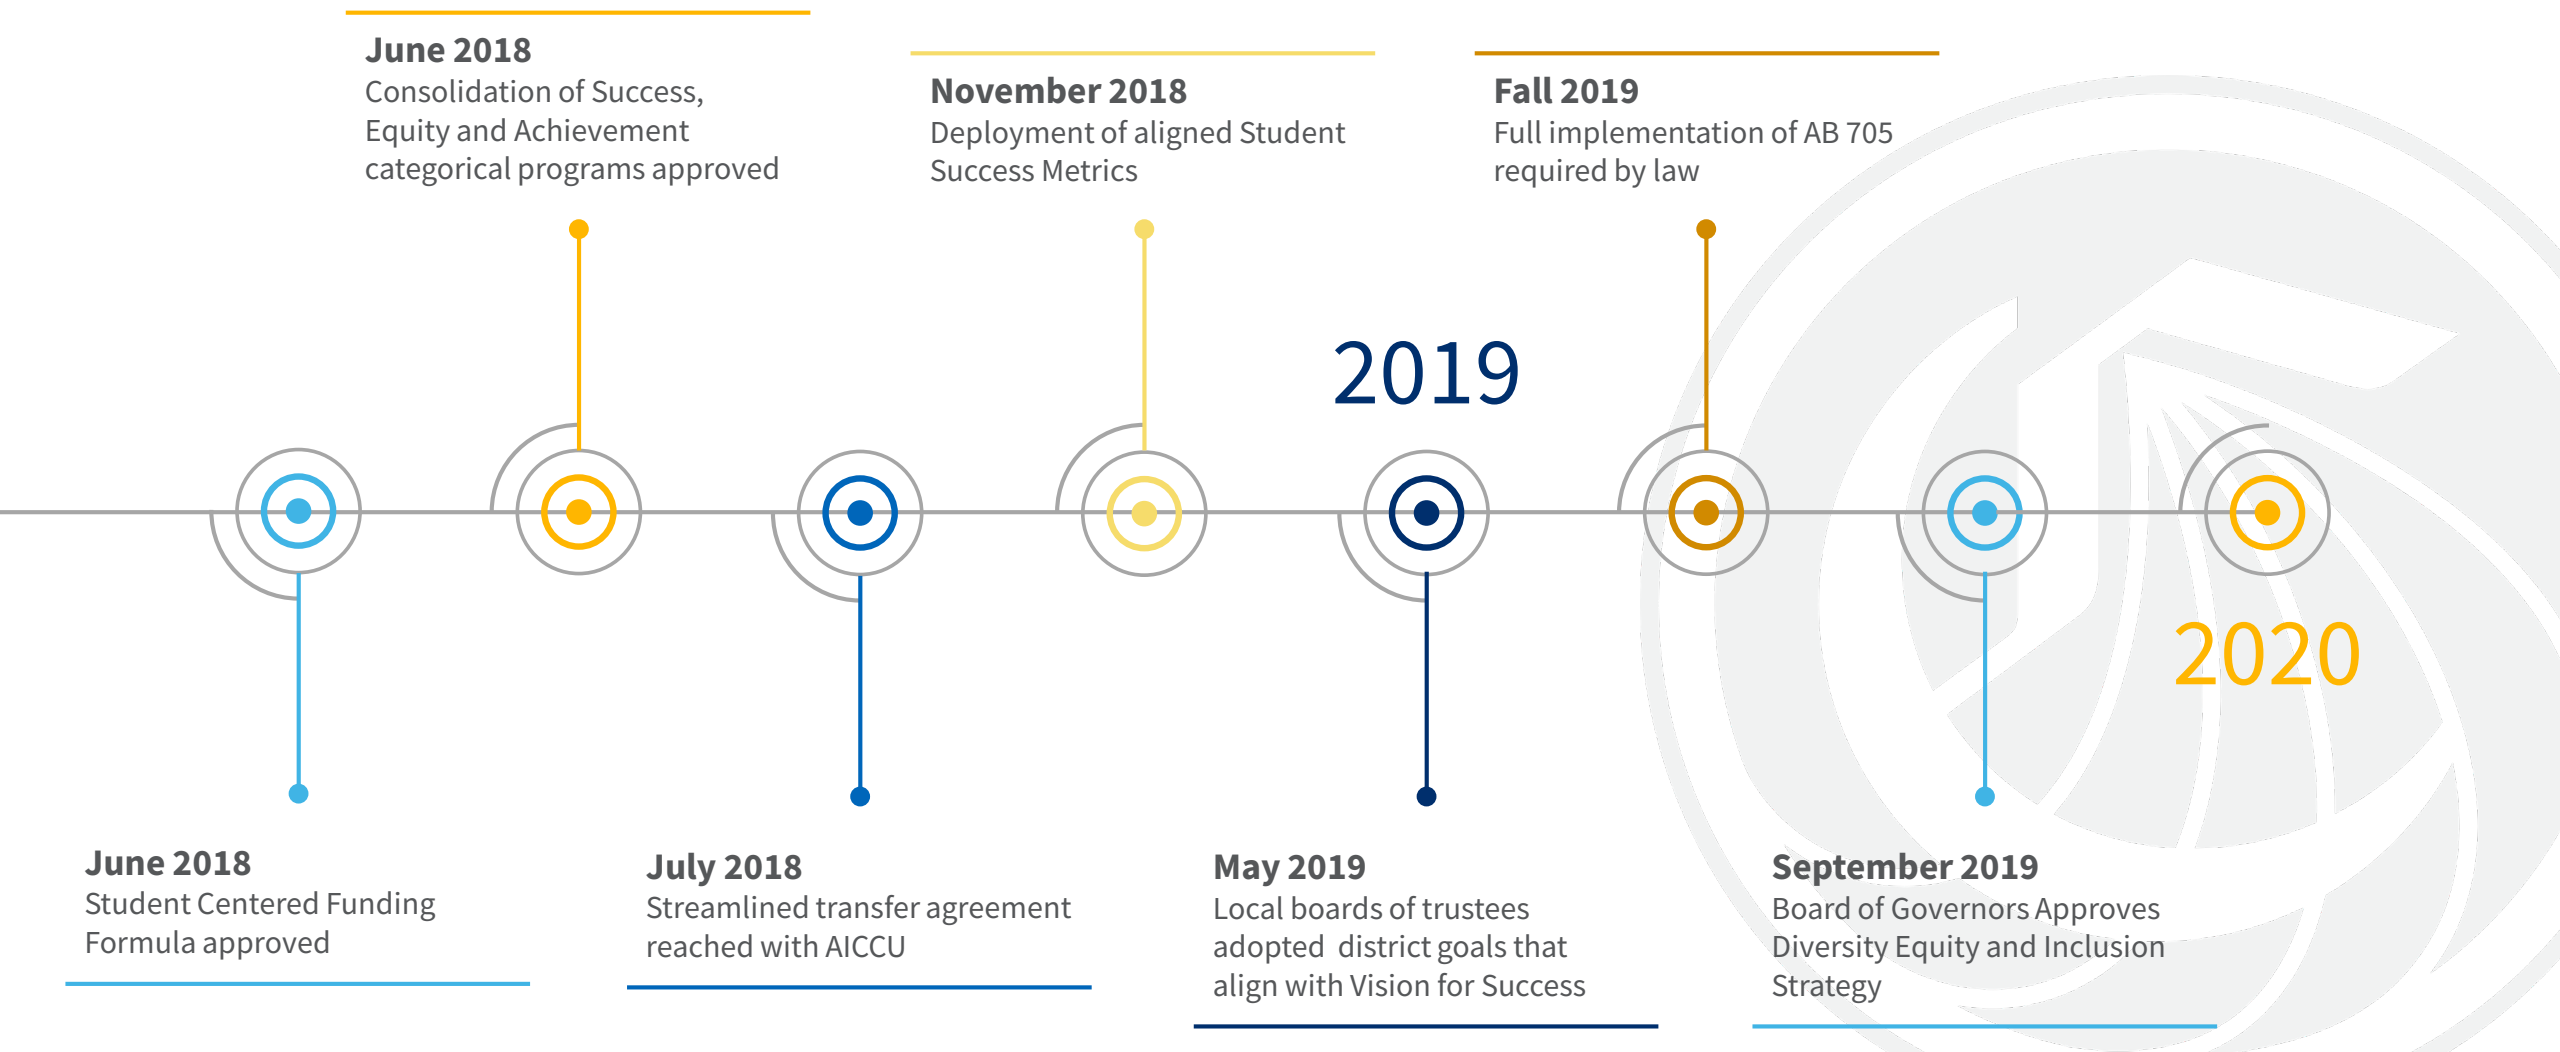 June 2018
Consolidation of Success,
Equity and Achievement
categorical programs approved
November 2018
Deployment of aligned Student
Success Metrics
Fall 2019
Full implementation of AB 705
required by law
2019
2020
June 2018
Student Centered Funding
Formula approved
July 2018
Streamlined transfer agreement
reached with AICCU
May 2019
Local boards of trustees
adopted  district goals that
align with Vision for Success
September 2019
Board of Governors Approves
Diversity Equity and Inclusion
Strategy